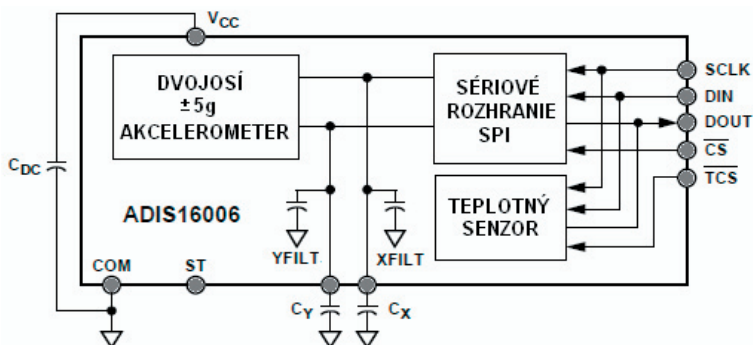 VCC
DVOJOSÍ
±5g
AKCELEROMETER
SÉRIOVÉ
ROZHRANIE
SPI
SCLK
DIN
DOUT
CS
TCS
CDC
ADIS16006
TEPLOTNÝ
SENZOR
YFILT
XFILT
COM
ST
CY
CX